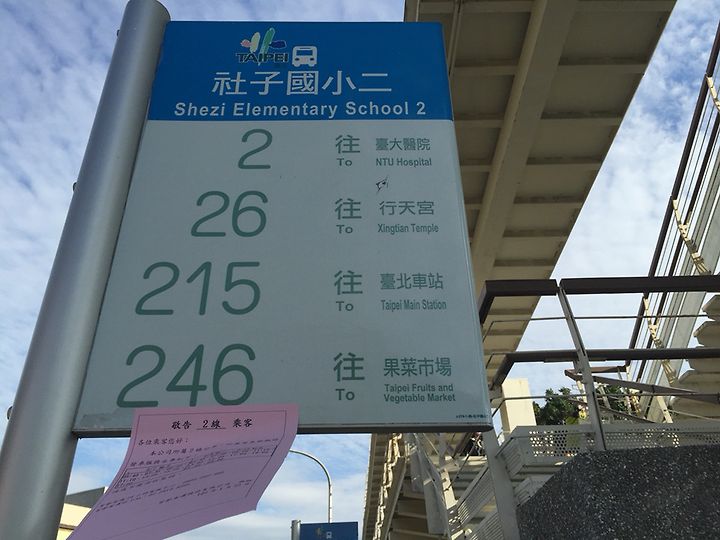 TAIPEI
社子國小二
Shezi Elementary School 2
2 往 臺大醫院
To NTU Hospital
26 往 行天宮
To Xingtian Temple
215 往 臺北車站
To Taipei Main Station
246 往 果菜市場
To Taipei Fruits and
Vegetable Market
敬告 2線 乘客
各位乘客您好：